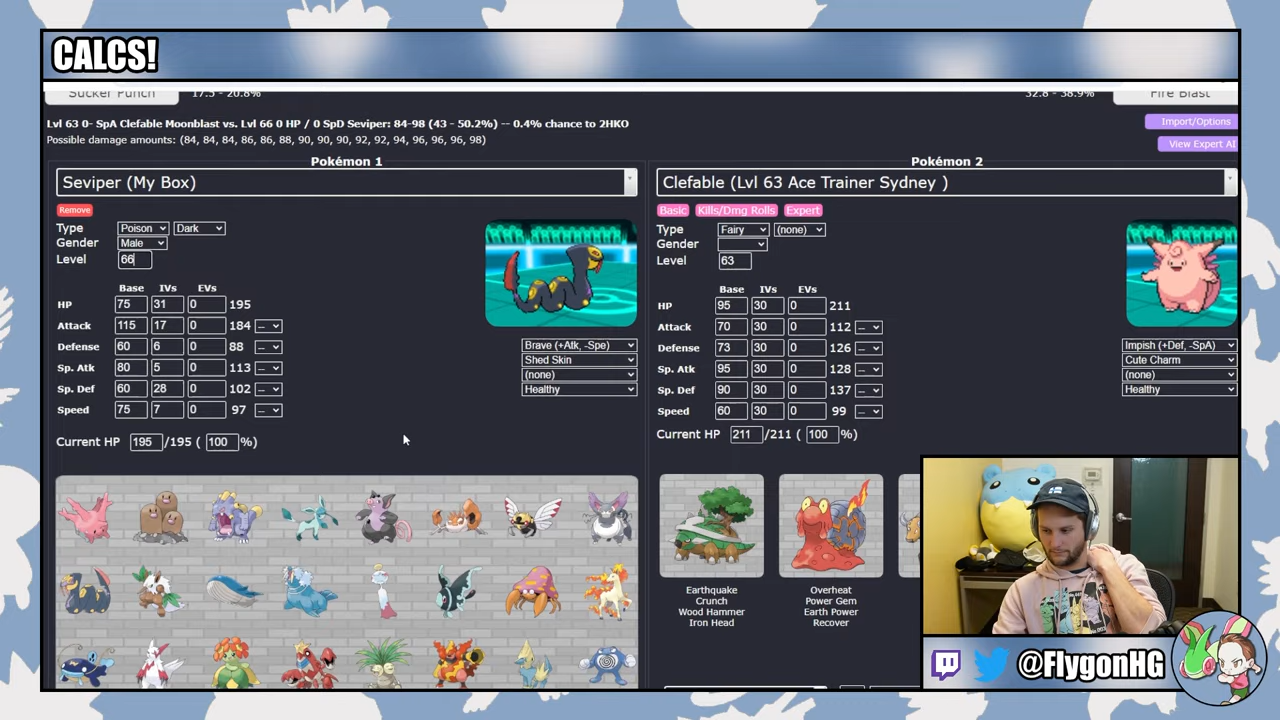 CALCS!
Sucker Punch 17.5 - 20.8% 32.8 - 38.9% Fire Blast
Lvl 63 0- SpA Clefable Moonblast vs. Lvl 66 0 HP / 0 SpD Seviper: 84-98 (43 - 50.2%) -- 0.4% chance to 2HKO
Import/Options
Possible damage amounts: (84, 84, 84, 86, 86, 88, 90, 90, 90, 92, 92, 94, 96, 96, 96, 98)
View Expert AI
Pokémon 1
Seviper (My Box)
Remove
Type Poison Dark
Gender Male
Level 66
Base IVs EVs
HP 75 31 0 195
Attack 115 17 0 184 --
Defense 60 6 0 88 --
Sp. Atk 80 5 0 113 --
Sp. Def 60 28 0 102 --
Speed 75 7 0 97 --
Brave (+Atk, -Spe)
Shed Skin
(none)
Healthy
Current HP 195 /195 ( 100 %)
Pokémon 2
Clefable (Lvl 63 Ace Trainer Sydney )
Basic Kills/Dmg Rolls Expert
Type Fairy (none)
Gender
Level 63
Base IVs EVs
HP 95 30 0 211
Attack 70 30 0 112 --
Defense 73 30 0 126 --
Sp. Atk 95 30 0 128 --
Sp. Def 90 30 0 137 --
Speed 60 30 0 99 --
Impish (+Def, -SpA)
Cute Charm
(none)
Healthy
Current HP 211 /211 ( 100 %)
Earthquake
Crunch
Wood Hammer
Iron Head
Overheat
Power Gem
Earth Power
Recover
@FlygonHG